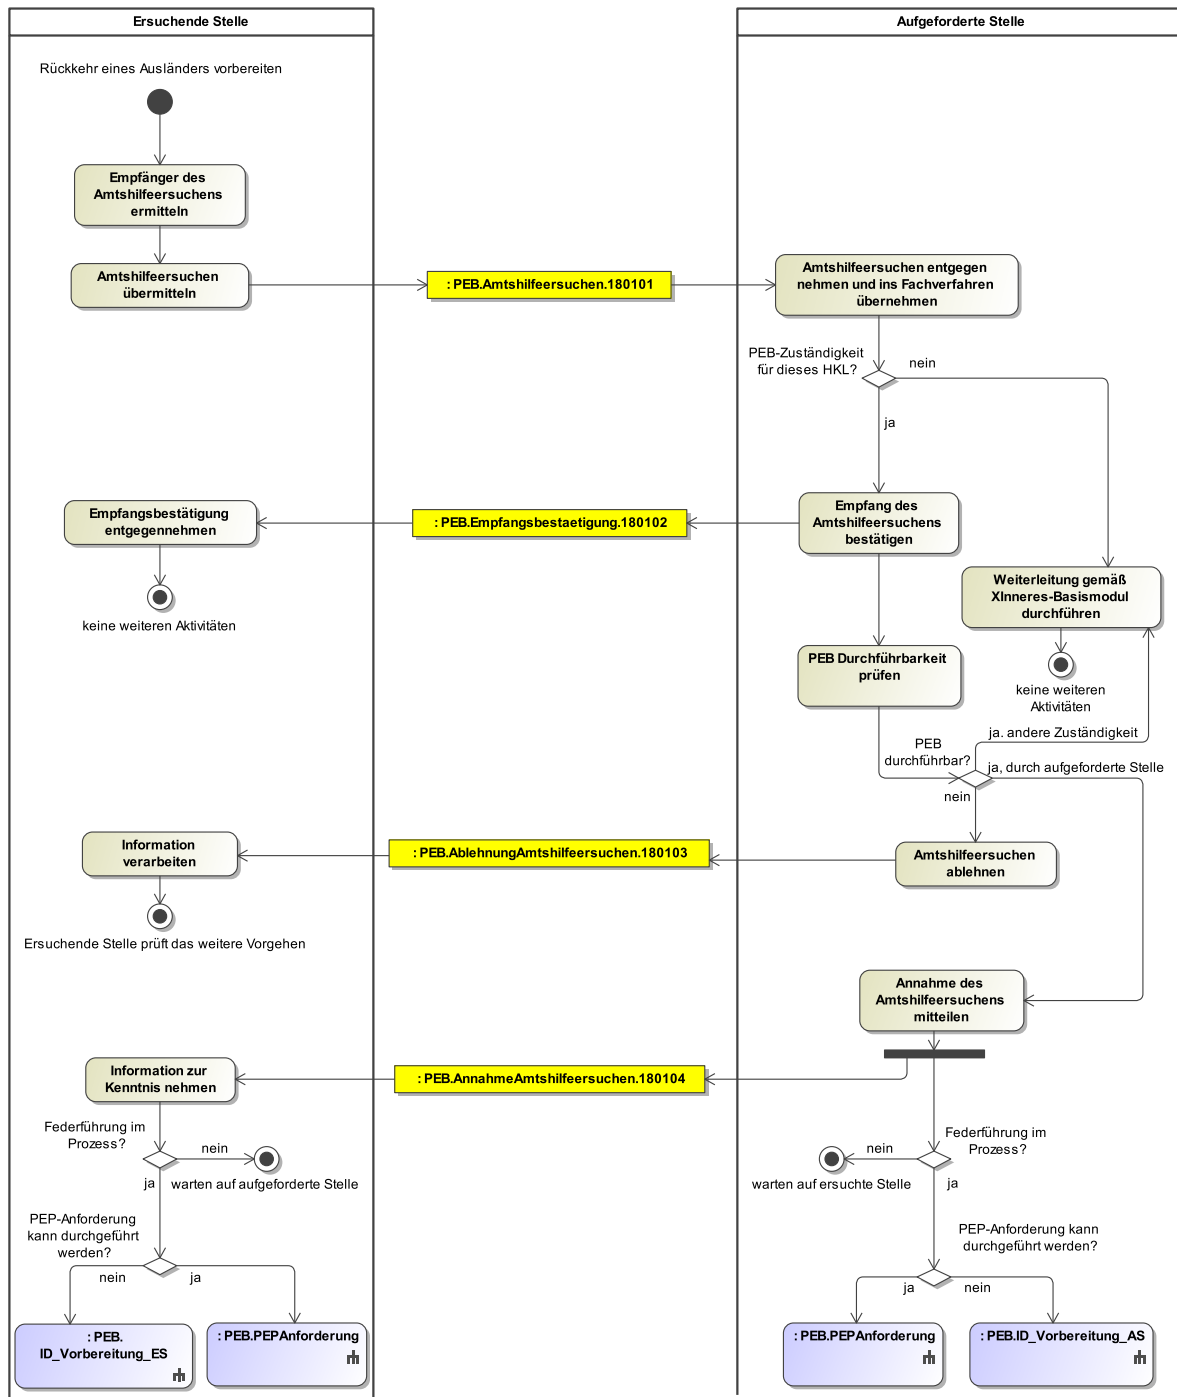 Ersuchende Stelle
Aufgeforderte Stelle
Rückkehr eines Ausländers vorbereiten
Empfänger des
Amtshilfeersuchens
ermitteln
Amtshilfeersuchen
übermitteln
: PEB.Amtshilfeersuchen.180101
Amtshilfeersuchen entgegen
nehmen und ins Fachverfahren
übernehmen
PEB-Zuständigkeit
für dieses HKL?
nein
ja
Empfang des
Amtshilfeersuchens
bestätigen
: PEB.Empfangsbestaetigung.180102
Empfangsbestätigung
entgegennehmen
keine weiteren Aktivitäten
Weiterleitung gemäß
XInneres-Basismodul
durchführen
keine weiteren
Aktivitäten
PEB Durchführbarkeit
prüfen
PEB
durchführbar?
ja. andere Zuständigkeit
ja, durch aufgeforderte Stelle
nein
Amtshilfeersuchen
ablehnen
: PEB.AblehnungAmtshilfeersuchen.180103
Information
verarbeiten
Ersuchende Stelle prüft das weitere Vorgehen
Annahme des
Amtshilfeersuchens
mitteilen
: PEB.AnnahmeAmtshilfeersuchen.180104
Information zur
Kenntnis nehmen
Federführung im
Prozess?
nein
warten auf aufgeforderte Stelle
ja
PEP-Anforderung
kann durchgeführt
werden?
nein
ja
: PEB.
ID_Vorbereitung_ES
: PEB.PEPAnforderung
Federführung im
Prozess?
nein
warten auf ersuchte Stelle
ja
PEP-Anforderung kann
durchgeführt werden?
ja
nein
: PEB.PEPAnforderung
: PEB.ID_Vorbereitung_AS